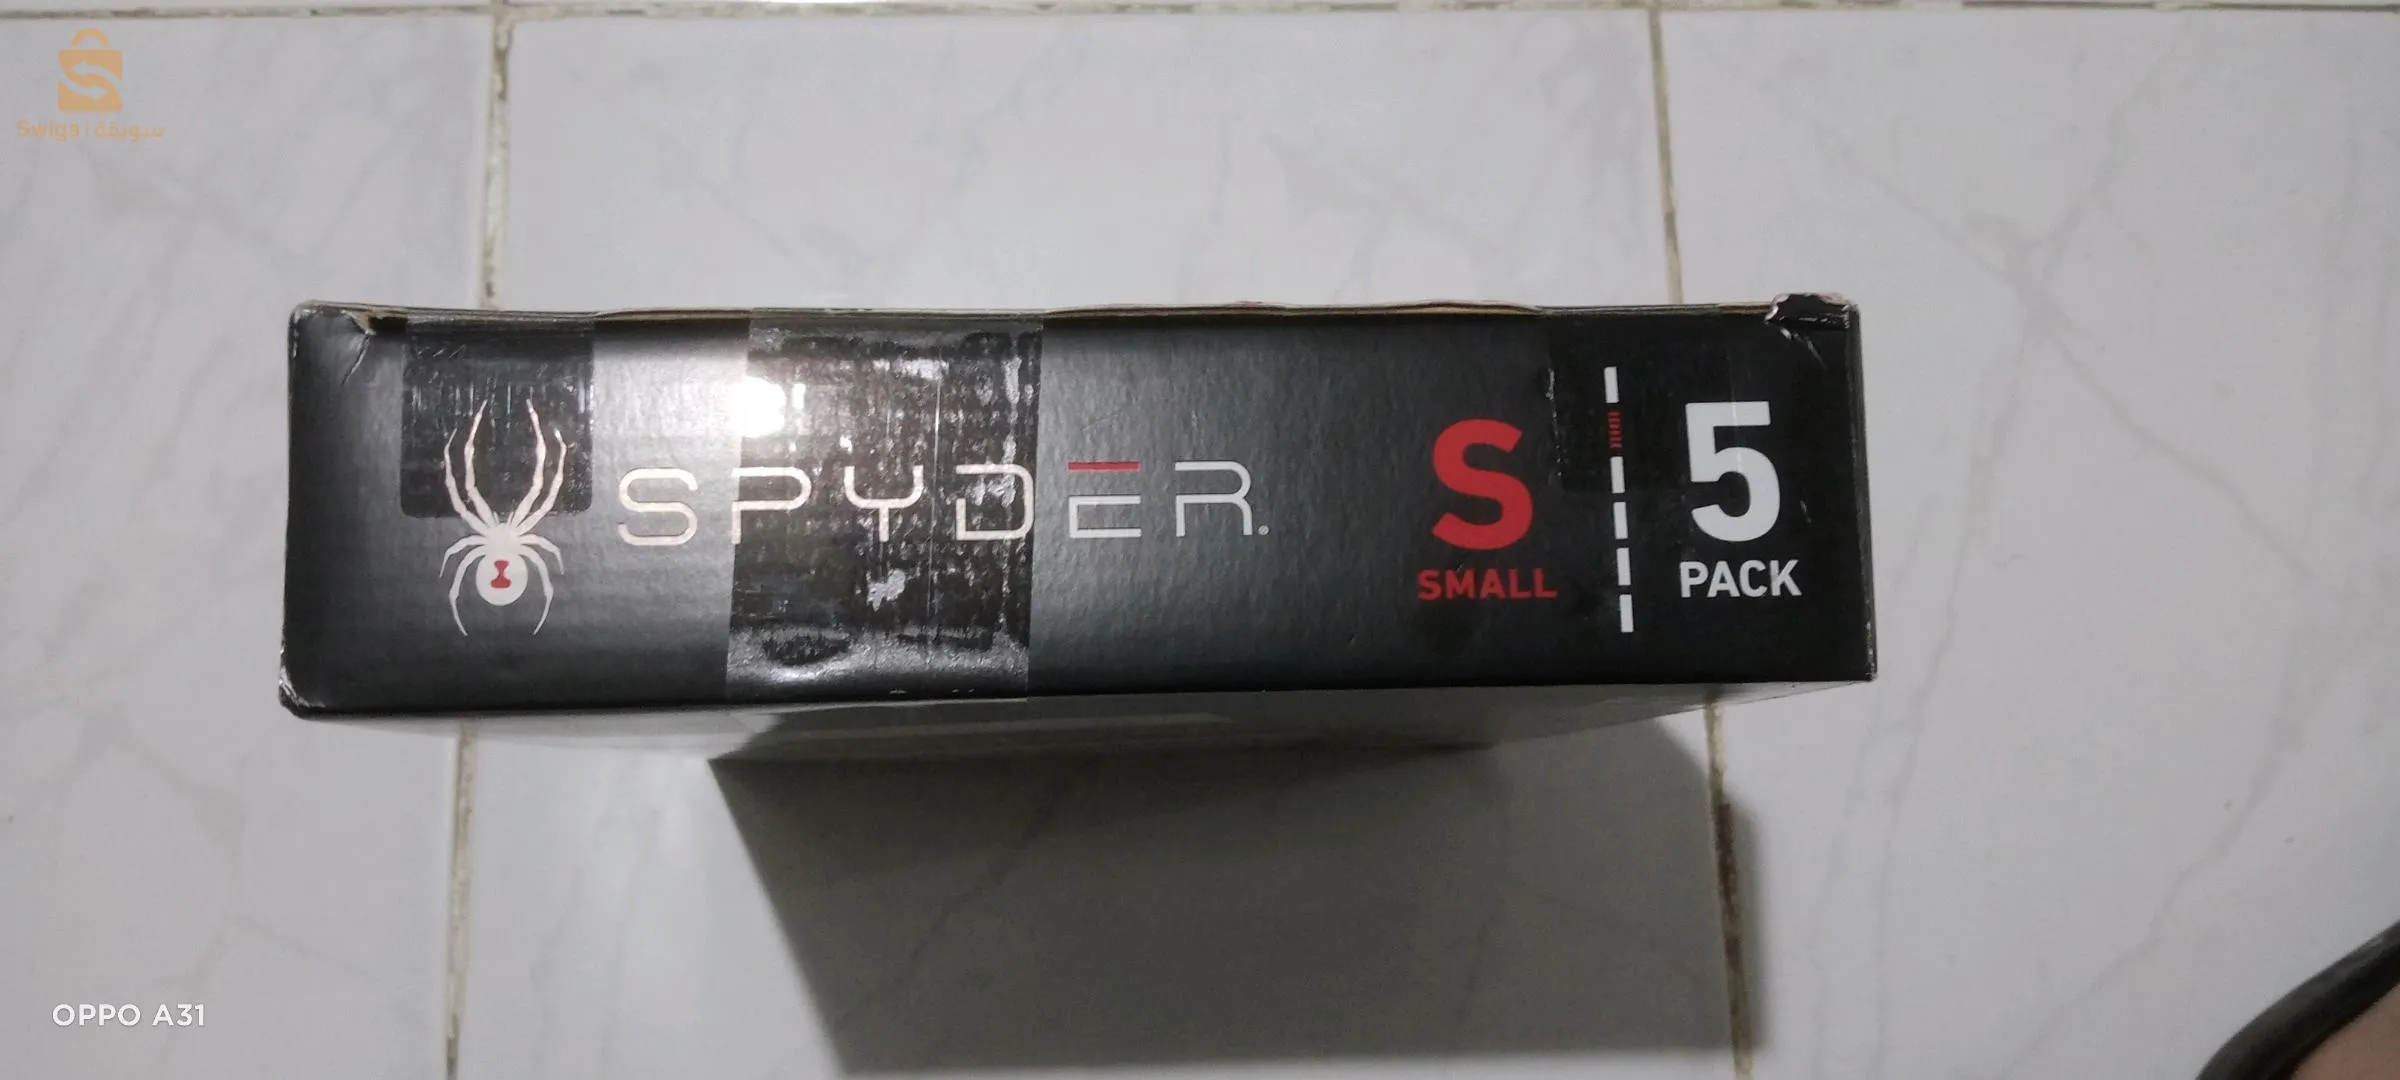 Swiga | سويقة
SPYDER.
S
SMALL
5
PACK
OPPO A31